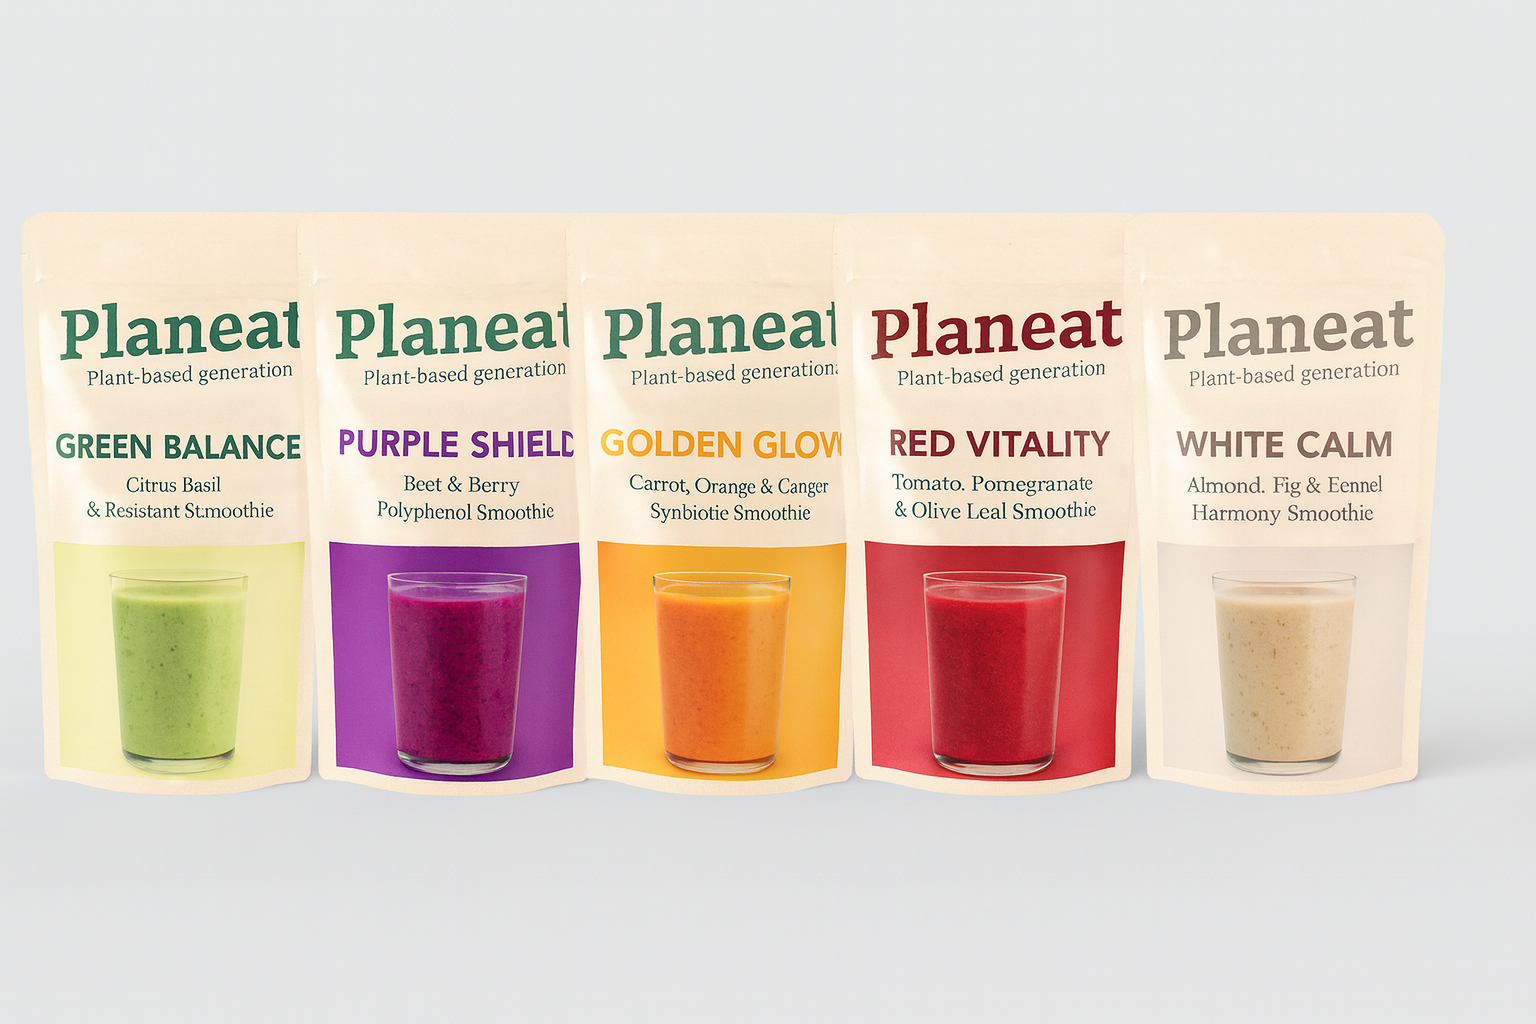 Planeat
Plant-based generation
GREEN BALANCE
Citrus Basil
& Resistant St.moothie
Planeat
Plant-based generation
PURPLE SHIELD
Beet & Berry
Polyphenol Smoothie
Planeat
Plant-based generation
GOLDEN GLOW
Carrot, Orange & Canger
Synbiotie Smoothie
Planeat
Plant-based generation
RED VITALITY
Tomato. Pomegranate
& Olive Leal Smoothie
Planeat
Plant-based generation
WHITE CALM
Almond. Fig & Eennel
Harmony Smoothie